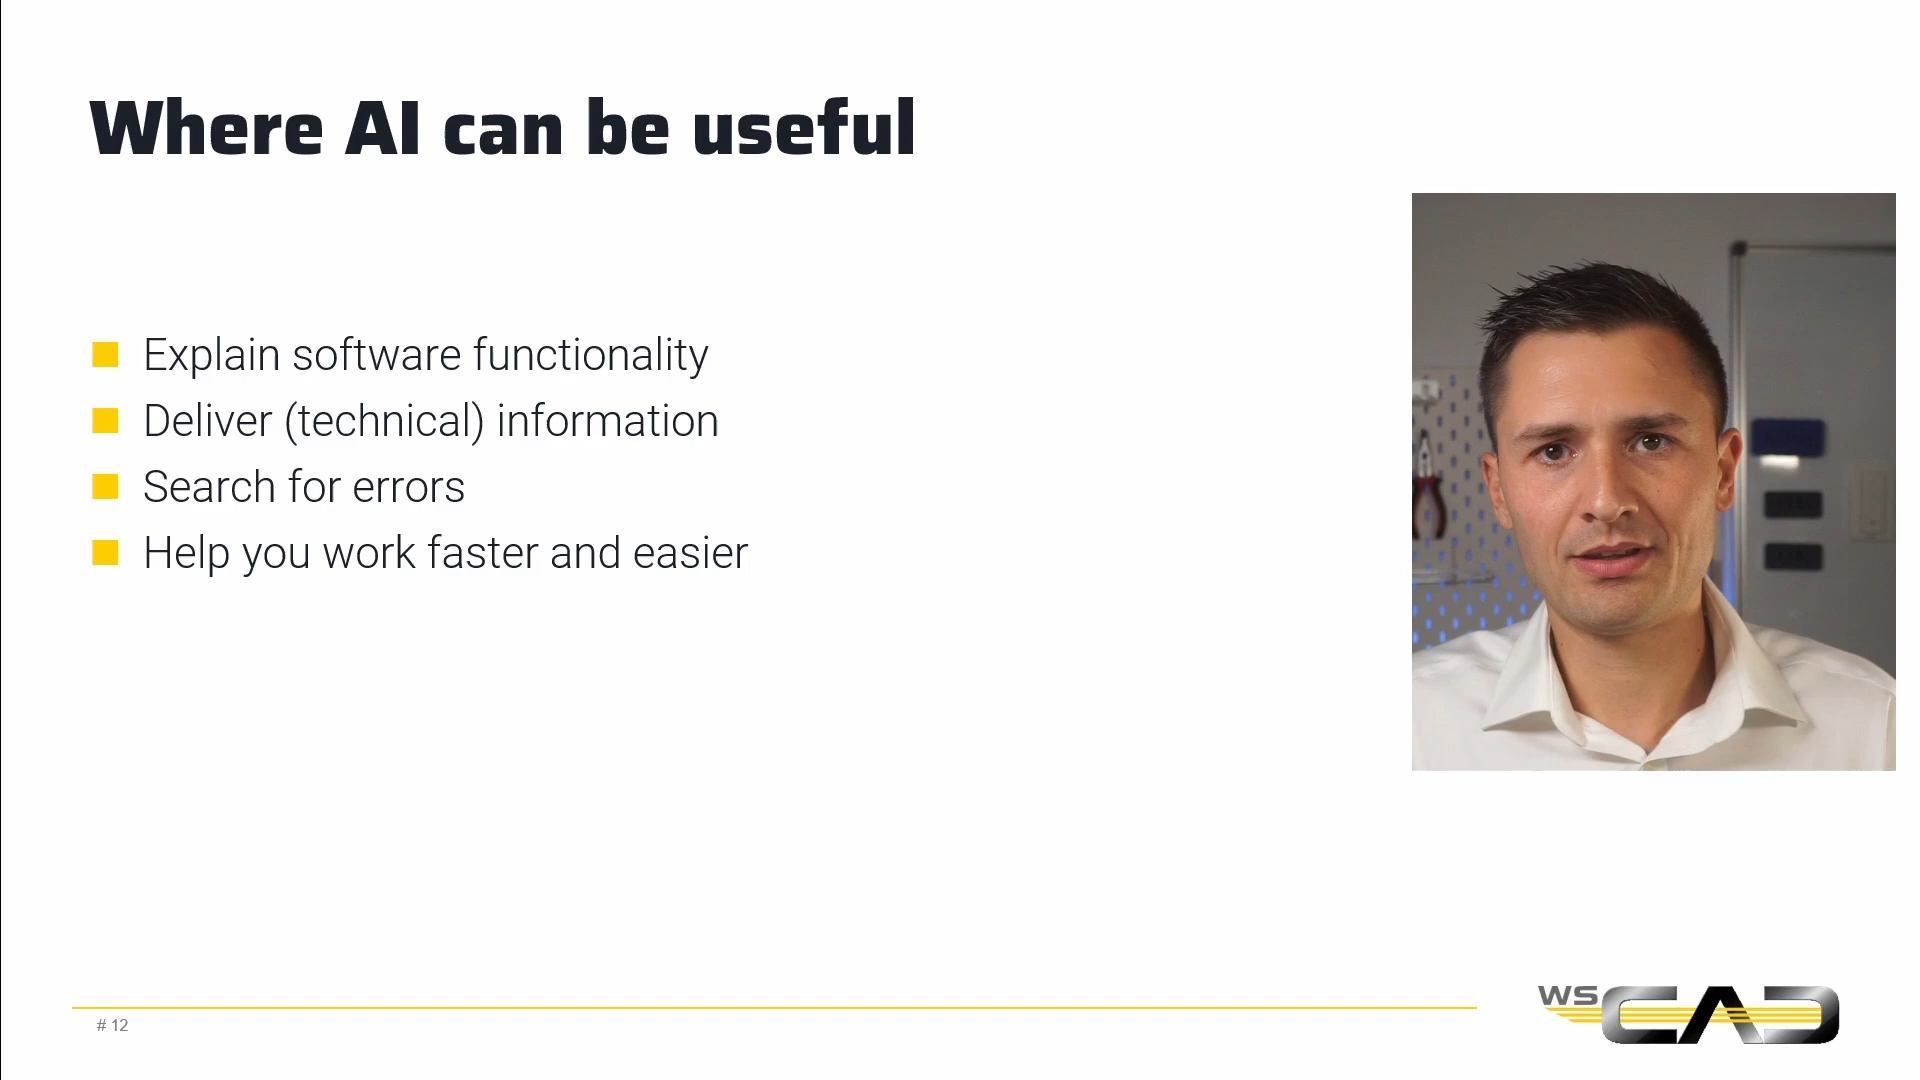 Where AI can be useful
Explain software functionality
Deliver (technical) information
Search for errors
Help you work faster and easier
# 12
WS CAD